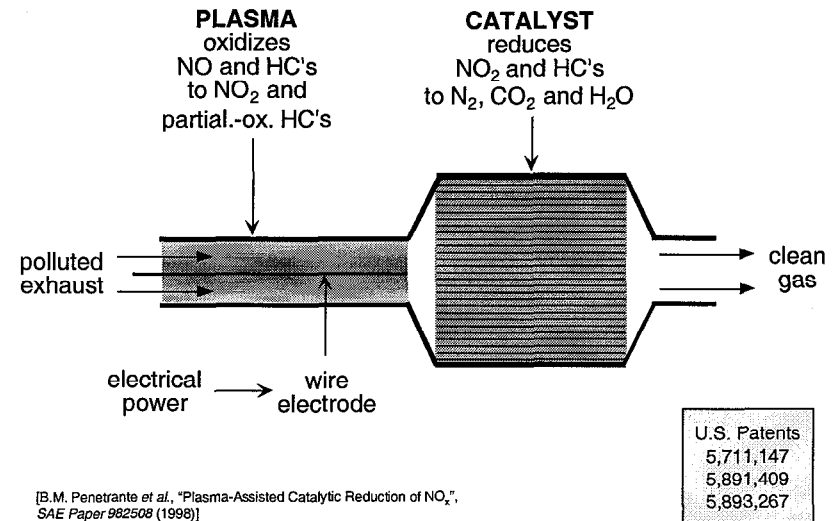 PLASMA
oxidizes
NO and HC's
to NO₂ and
partial.-ox. HC's
CATALYST
reduces
NO₂ and HC's
to N₂, CO₂ and H₂O
polluted
exhaust
clean
gas
electrical
power
wire
electrode
U.S. Patents
5,711,147
5,891,409
5,893,267
[B.M. Penetrante et al., "Plasma-Assisted Catalytic Reduction of NOₓ",
SAE Paper 982508 (1998)]